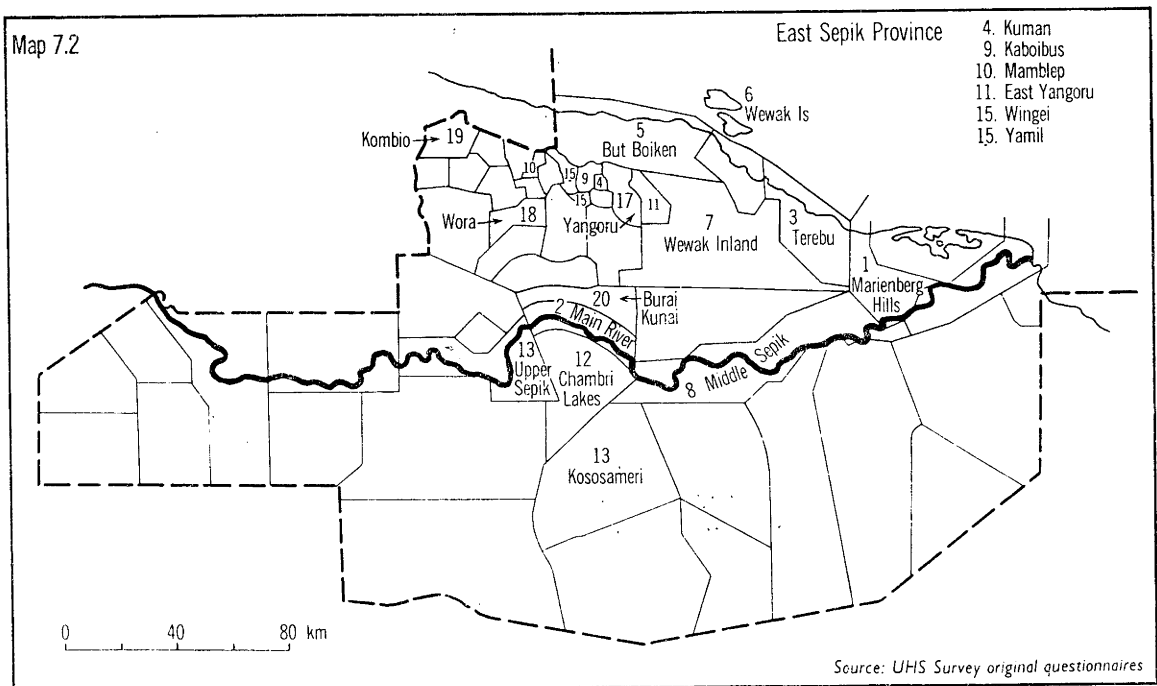 Map 7.2
East Sepik Province
4. Kuman
9. Kaboibus
10. Mamblep
11. East Yangoru
15. Wingei
15. Yamil
6
Wewak Is
5
But Boiken
Kombio
19
10
15
9
4
15
17
11
Wora
18
Yangoru
7
Wewak Inland
3
Terebu
1
Marienberg
Hills
20
Burai
Kunai
2 Main River
13
Upper
Sepik
12
Chambri
Lakes
8 Middle Sepik
13
Kososameri
0 40 80 km
Source: UHS Survey original questionnaires